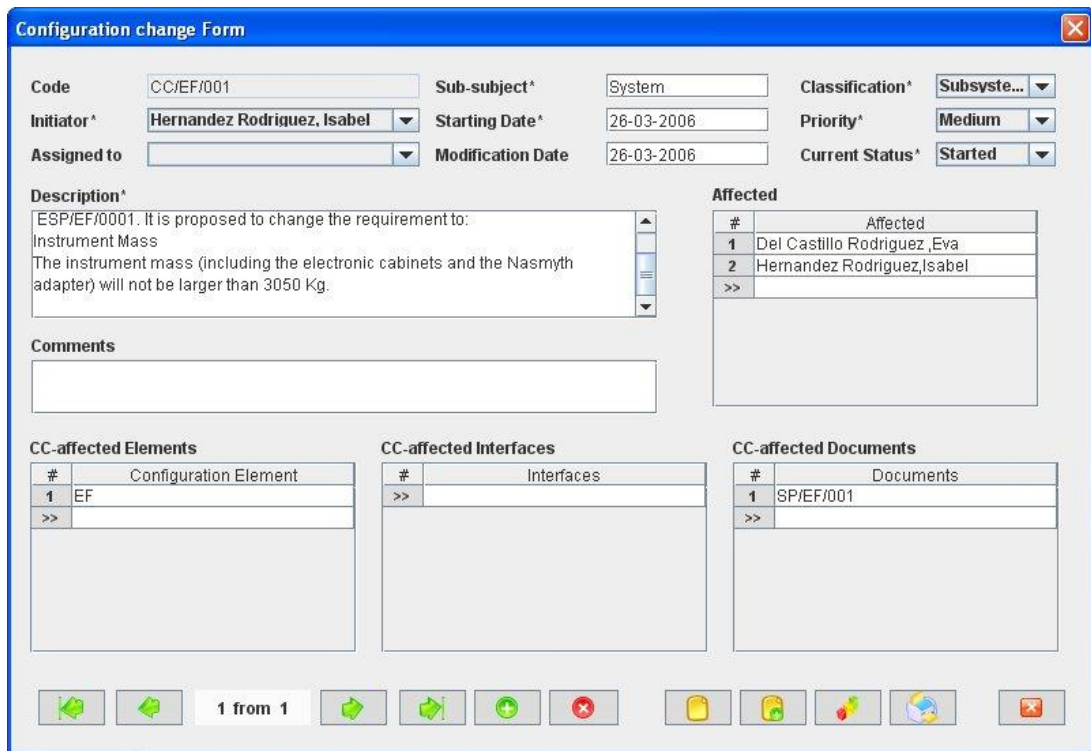 Configuration change Form
Code CC/EF/001 Sub-subject* System Classification* Subsyste...
Initiator* Hernandez Rodriguez, Isabel Starting Date* 26-03-2006 Priority* Medium
Assigned to Modification Date 26-03-2006 Current Status* Started
Description*
ESP/EF/0001. It is proposed to change the requirement to:
Instrument Mass
The instrument mass (including the electronic cabinets and the Nasmyth
adapter) will not be larger than 3050 Kg.
Affected
# Affected
1 Del Castillo Rodriguez ,Eva
2 Hernandez Rodriguez,Isabel
>>
Comments
CC-affected Elements
# Configuration Element
1 EF
>>
CC-affected Interfaces
# Interfaces
>>
CC-affected Documents
# Documents
1 SP/EF/001
>>
1 from 1